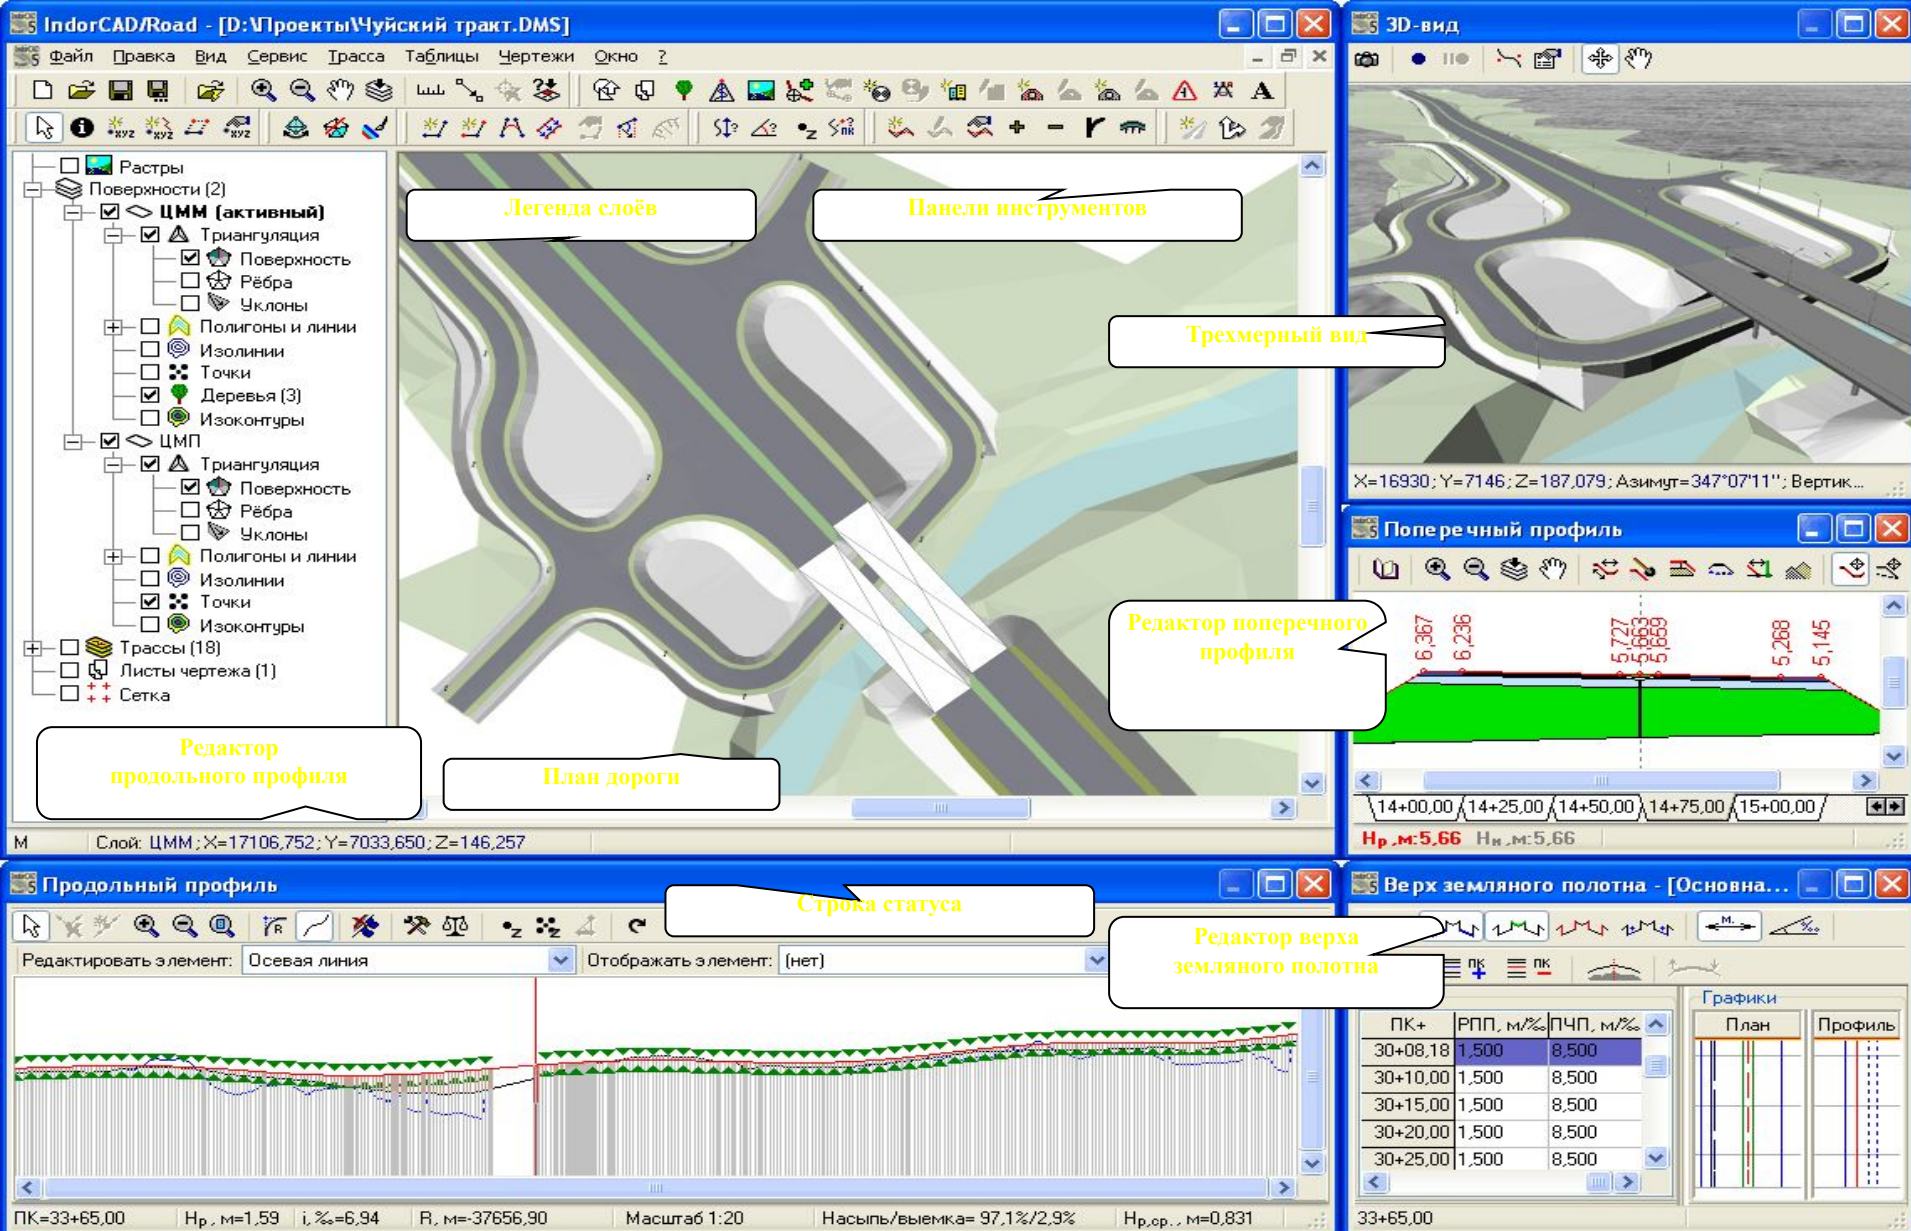 IndorCAD/Road - [D:\Проекты\Чуйский тракт.DMS]
Файл Правка Вид Сервис Трасса Таблицы Чертежи Окно ?
Растры
Поверхности (2)
ЦММ (активный)
Триангуляция
Поверхность
Рёбра
Уклоны
Полигоны и линии
Изолинии
Точки
Деревья (3)
Изоконтуры
ЦМП
Триангуляция
Поверхность
Рёбра
Уклоны
Полигоны и линии
Изолинии
Точки
Изоконтуры
Трассы (18)
Листы чертежа (1)
Сетка
Легенда слоёв
Панели инструментов
Трехмерный вид
Редактор поперечного
профиля
Редактор
продольного профиля
План дороги
М Слой: ЦММ; X=17106,752; Y=7033,650; Z=146,257
3D-вид
X=16930; Y=7146; Z=187,079; Азимут=347°07'11''; Вертик...
Поперечный профиль
6,367 6,236 5,727 5,663 5,659 5,268 5,145
14+00,00 14+25,00 14+50,00 14+75,00 15+00,00
Нр,м:5,66 Нн,м:5,66
Продольный профиль
Строка статуса
Редактировать элемент: Осевая линия Отображать элемент: (нет)
ПК=33+65,00 Нр, м=1,59 i,‰=6,94 R, м=-37656,90 Масштаб 1:20 Насыпь/выемка= 97,1%/2,9% Нр,ср., м=0,831
Верх земляного полотна - [Основна...
Редактор верха
земляного полотна
Графики
ПК+ РПП, м/‰ ПЧП, м/‰ План Профиль
30+08,18 1,500 8,500
30+10,00 1,500 8,500
30+15,00 1,500 8,500
30+20,00 1,500 8,500
30+25,00 1,500 8,500
33+65,00